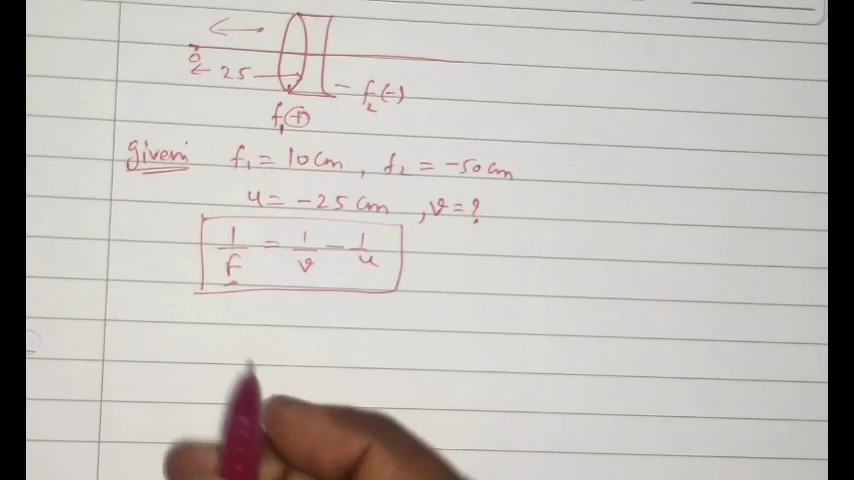 O
25
f₂(-)
f₁(+)
given:
f₁ = 10cm , f₂ = -50cm
u = -25 cm , v = ?
1/F = 1/v - 1/u